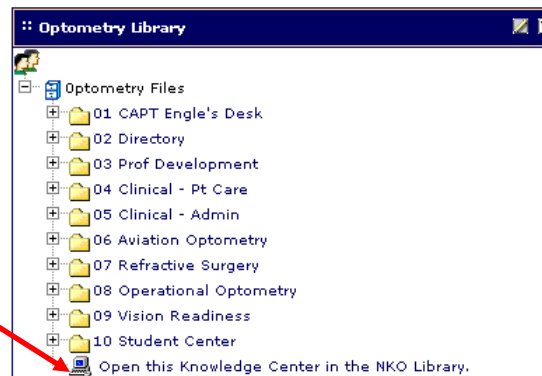 :: Optometry Library
Optometry Files
01 CAPT Engle's Desk
02 Directory
03 Prof Development
04 Clinical - Pt Care
05 Clinical - Admin
06 Aviation Optometry
07 Refractive Surgery
08 Operational Optometry
09 Vision Readiness
10 Student Center
Open this Knowledge Center in the NKO Library.